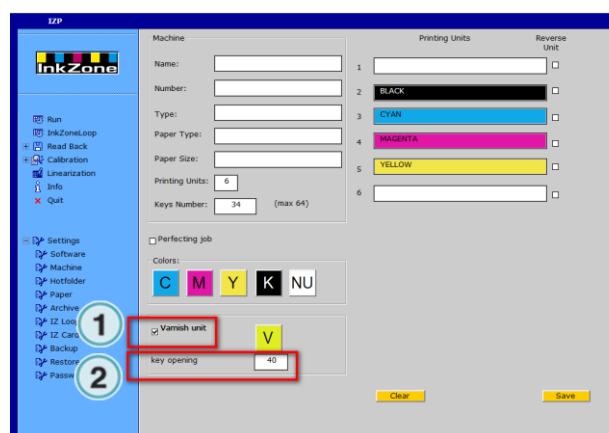 IZP
InkZone
Run
InkZoneLoop
Read Back
Calibration
Linearization
Info
Quit
Settings
Software
Machine
Hotfolder
Paper
Archive
IZ Loo
IZ Card
Backup
Restore
Passw
Machine
Name:
Number:
Type:
Paper Type:
Paper Size:
Printing Units: 6
Keys Number: 34 (max 64)
Perfecting job
Colors:
C M Y K NU
1 Varnish unit
V
2 key opening 40
Printing Units Reverse Unit
1
2 BLACK
3 CYAN
4 MAGENTA
5 YELLOW
6
Clear Save